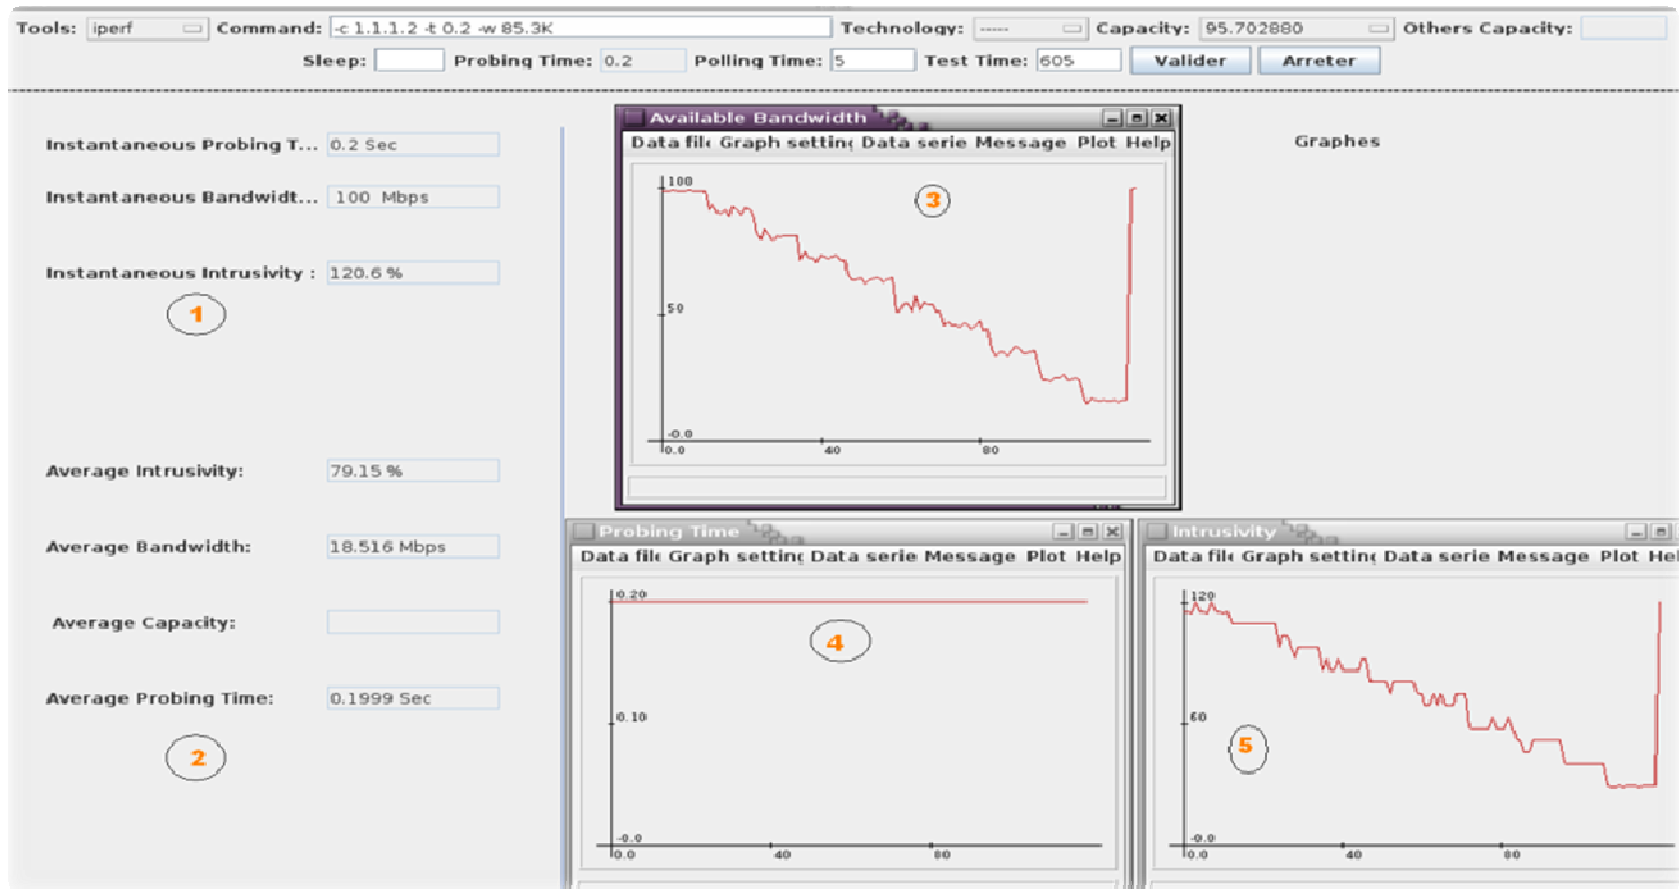 Tools: iperf Command: -c 1.1.1.2 -t 0.2 -w 85.3K Technology: ----- Capacity: 95.702880 Others Capacity:
Sleep: Probing Time: 0.2 Polling Time: 5 Test Time: 605 Valider Arreter
Instantaneous Probing T... 0.2 Sec
Instantaneous Bandwidt... 100 Mbps
Instantaneous Intrusivity : 120.6 %
1
Average Intrusivity: 79.15 %
Average Bandwidth: 18.516 Mbps
Average Capacity:
Average Probing Time: 0.1999 Sec
2
Available Bandwidth
Data file Graph setting Data serie Message Plot Help
100
3
50
-0.0
0.0 40 80
Graphes
Probing Time
Data file Graph setting Data serie Message Plot Help
0.20
4
0.10
-0.0
0.0 40 80
Intrusivity
Data file Graph setting Data serie Message Plot Hel
120
60
5
-0.0
0.0 40 80